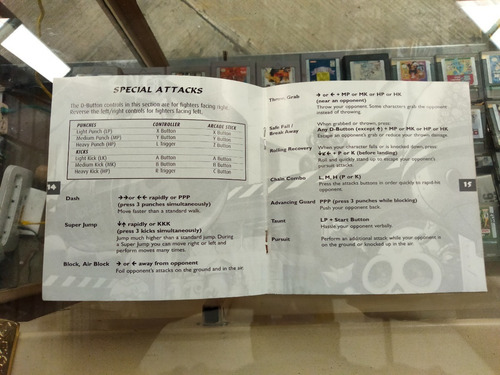 SPECIAL ATTACKS
The D-Button controls in this section are for fighters facing right.
Reverse the left/right controls for fighters facing left.
PUNCHES CONTROLLER ARCADE STICK
Light Punch (LP) X Button X Button
Medium Punch (MP) Y Button Y Button
Heavy Punch (HP) L Trigger Z Button
KICKS
Light Kick (LK) A Button A Button
Medium Kick (MK) B Button B Button
Heavy Kick (HK) R Trigger C Button
Dash →→or ←← rapidly or PPP
(press 3 punches simultaneously)
Move faster than a standard walk.
Super Jump ↓↑ rapidly or KKK
(press 3 kicks simultaneously)
Jump much higher than a standard jump. During
a Super Jump you can move right or left and
perform moves many times.
Block, Air Block → or ← away from opponent
Foil opponent's attacks on the ground and in the air.
14
Throw, Grab → or ← + MP or MK or HP or HK
(near an opponent)
Throw your opponent. Some characters grab the opponent
instead of throwing.
Safe Fall /
Break Away
When grabbed or thrown, press:
Any D-Button (except ↑) + MP or MK or HP or HK
opponent's grab or reduce your throwing damage.
Rolling Recovery When your character falls or is knocked down, press
+ P or K (before landing)
Roll and quickly stand up to escape your opponent's
pursuit attacks.
Chain Combo L, M, H (P or K)
Press the attacks buttons in order quickly to rapid-hit
opponent.
Advancing Guard PPP (press 3 punches while blocking)
Push your opponent back.
Taunt LP + Start Button
Hassle your opponent verbally.
Pursuit Perform an additional attack while your opponent is
on the ground or knocked up in the air.
15